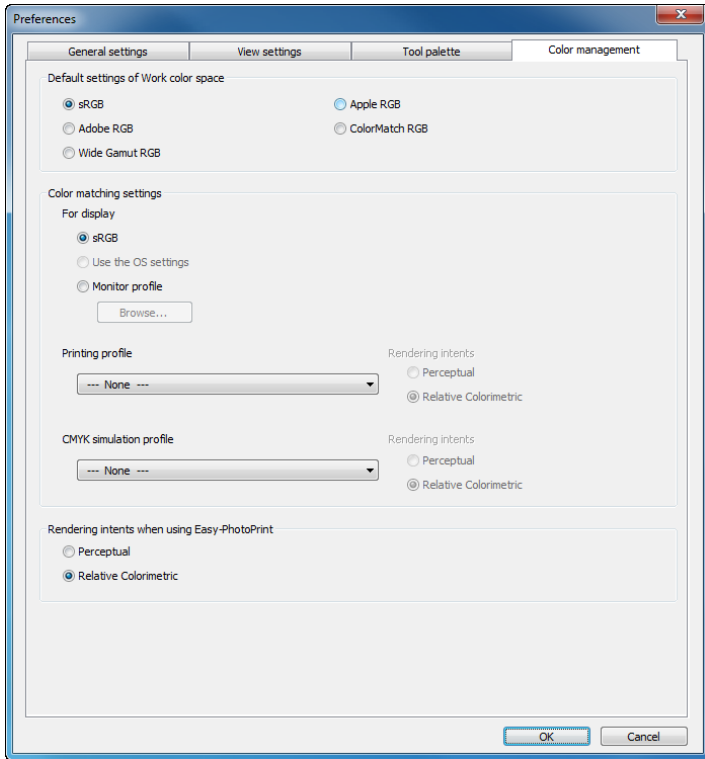 Preferences
General settings
View settings
Tool palette
Color management
Default settings of Work color space
sRGB
Apple RGB
Adobe RGB
ColorMatch RGB
Wide Gamut RGB
Color matching settings
For display
sRGB
Use the OS settings
Monitor profile
Browse...
Printing profile
Rendering intents
--- None ---
Perceptual
Relative Colorimetric
CMYK simulation profile
Rendering intents
--- None ---
Perceptual
Relative Colorimetric
Rendering intents when using Easy-PhotoPrint
Perceptual
Relative Colorimetric
OK
Cancel